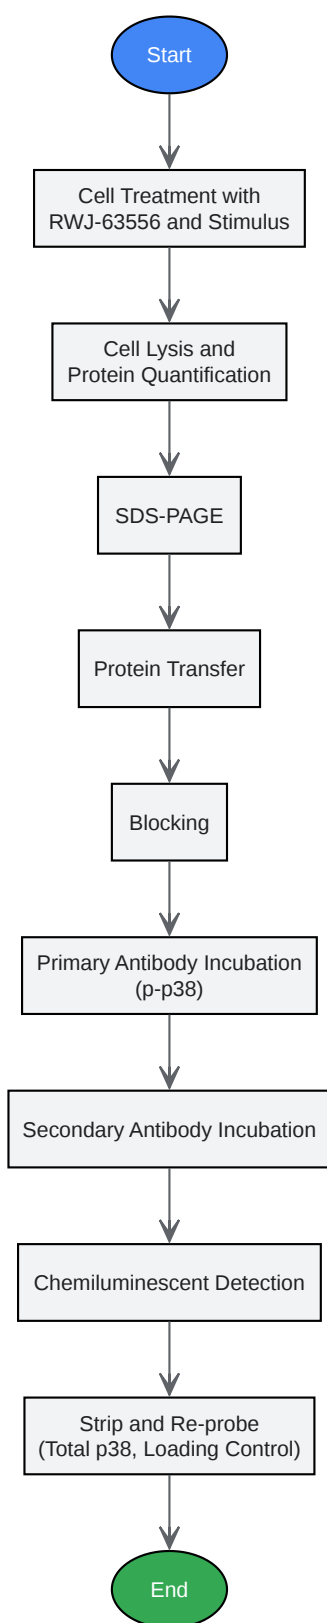 Start
Cell Treatment with
RWJ-63556 and Stimulus
Cell Lysis and
Protein Quantification
SDS-PAGE
Protein Transfer
Blocking
Primary Antibody Incubation
(p-p38)
Secondary Antibody Incubation
Chemiluminescent Detection
Strip and Re-probe
(Total p38, Loading Control)
End